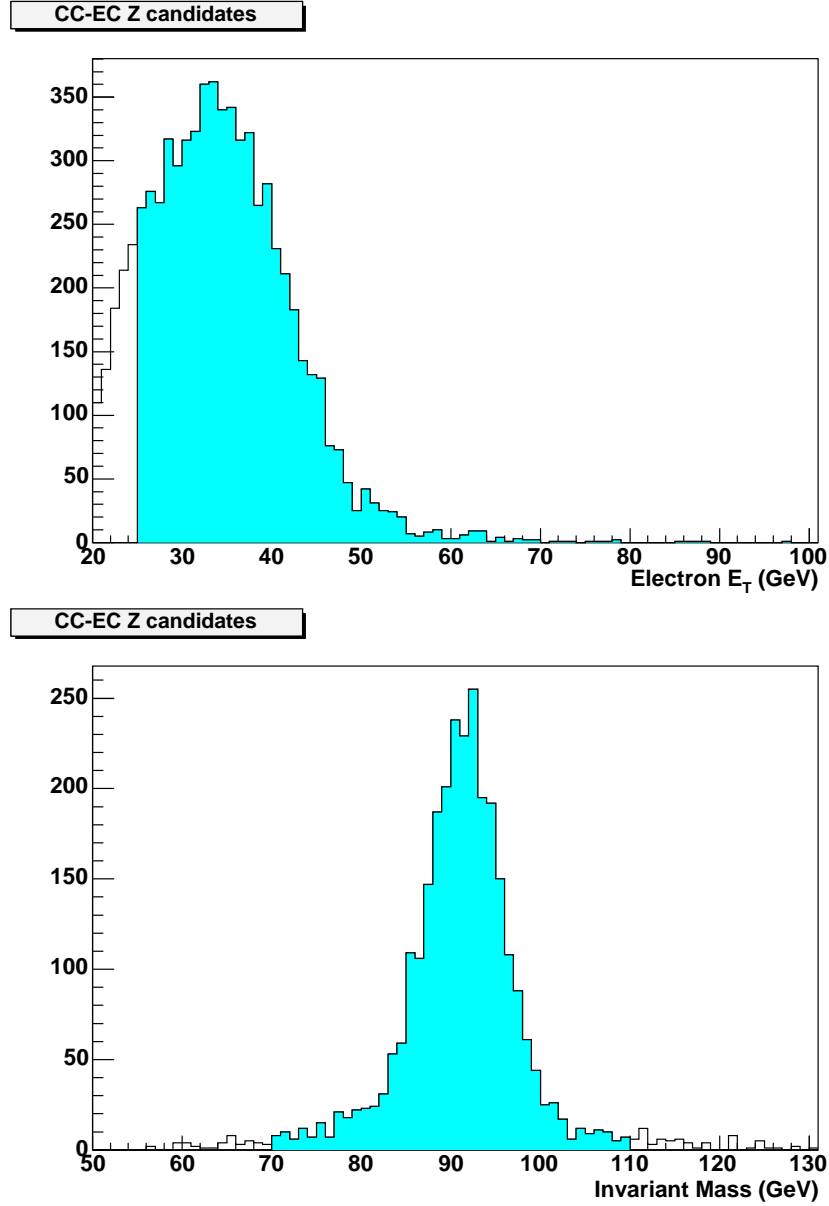 CC-EC Z candidates
350
300
250
200
150
100
50
0
20 30 40 50 60 70 80 90 100
Electron E_T (GeV)
CC-EC Z candidates
250
200
150
100
50
0
50 60 70 80 90 100 110 120 130
Invariant Mass (GeV)